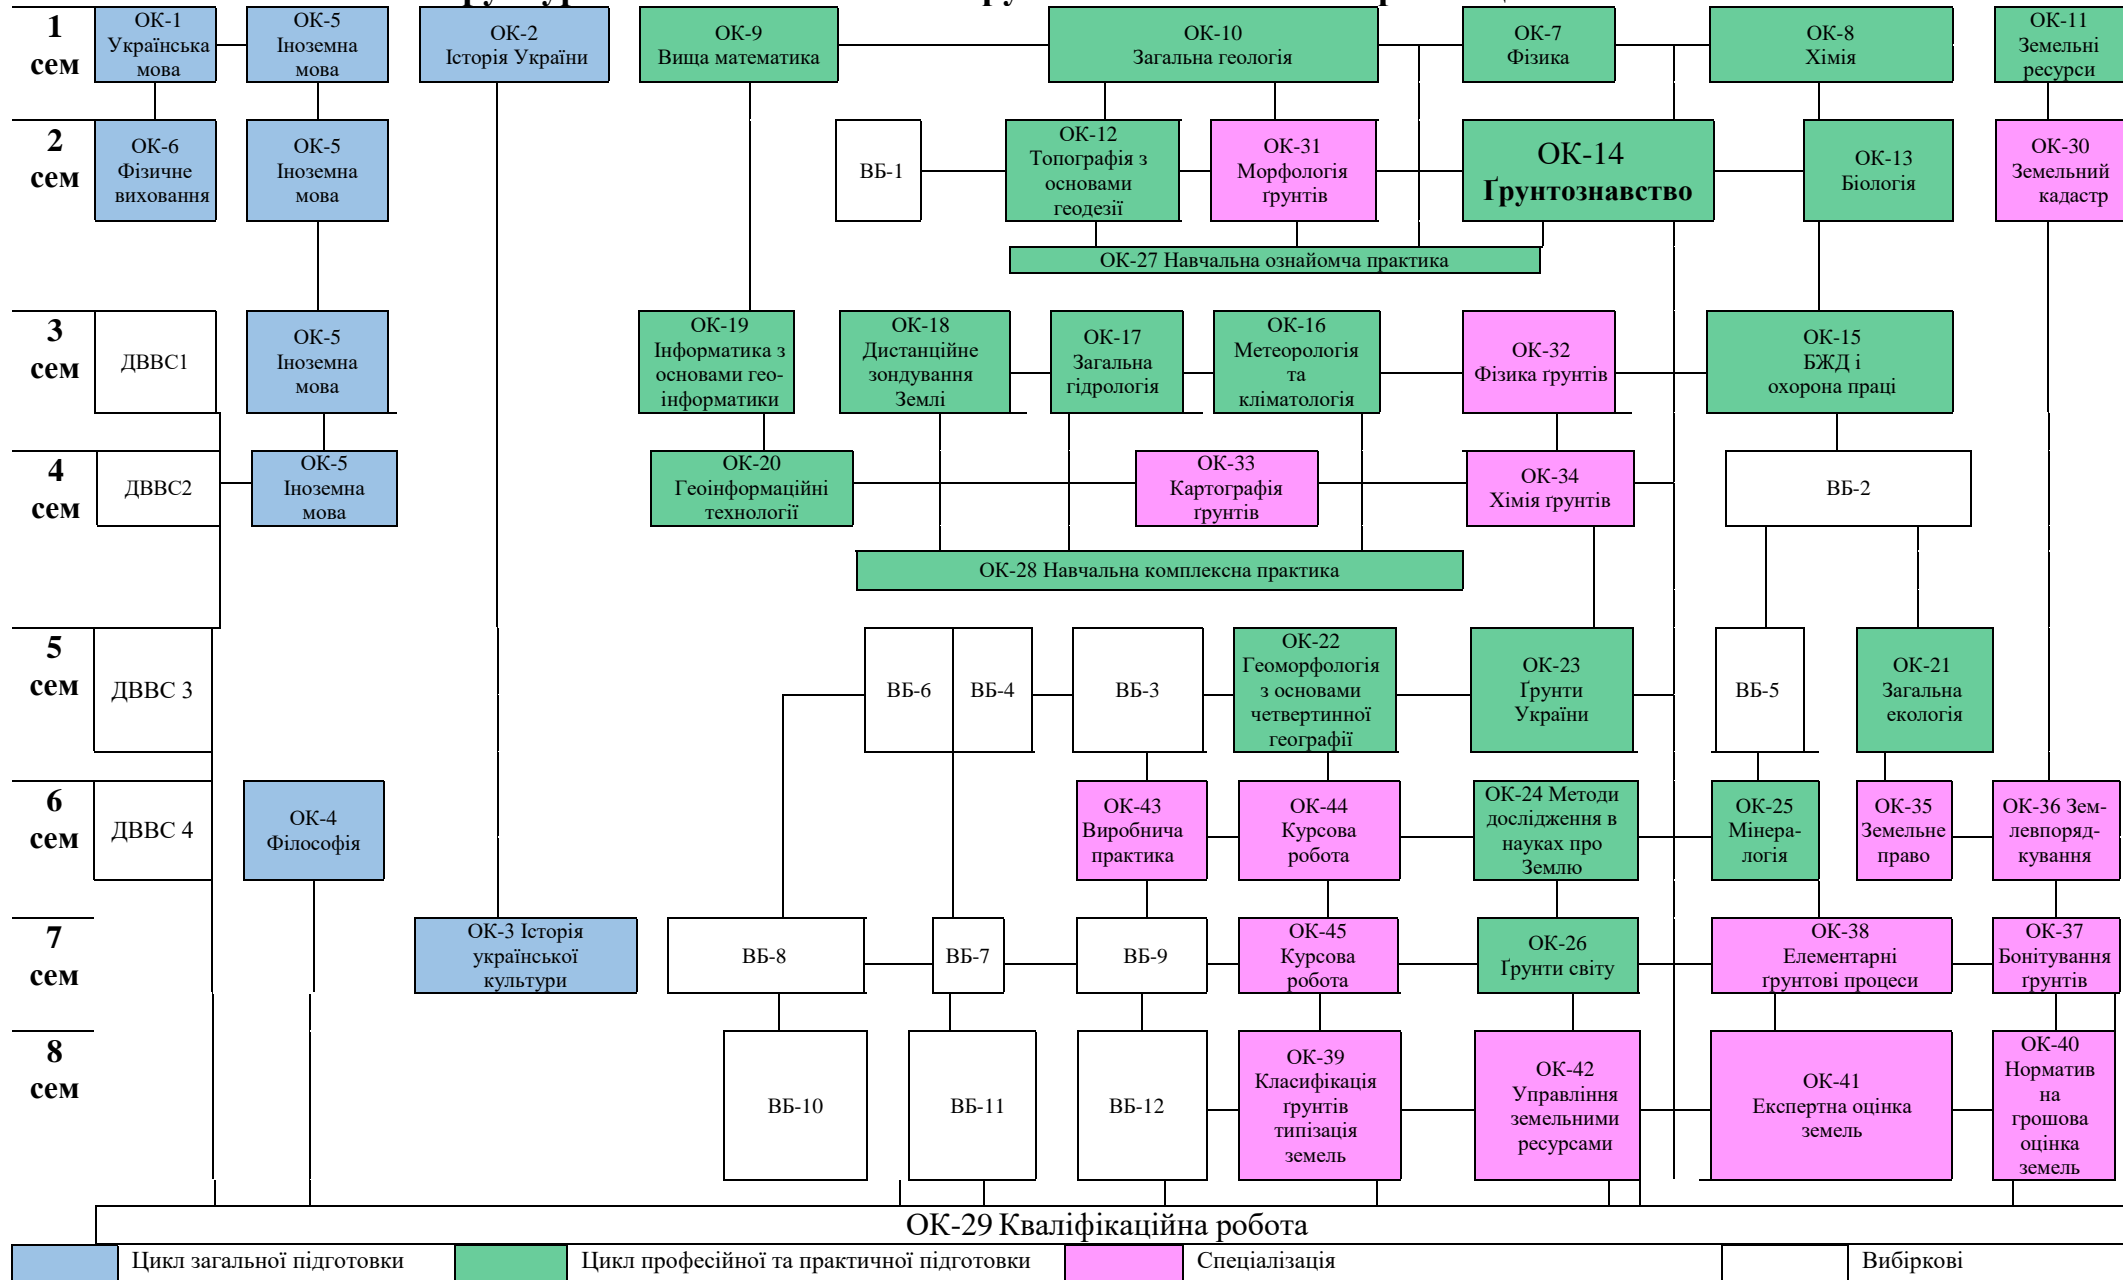 1
сем
ОК-1
Українська
мова
ОК-5
Іноземна
мова
ОК-2
Історія України
ОК-9
Вища математика
ОК-10
Загальна геологія
ОК-7
Фізика
ОК-8
Хімія
ОК-11
Земельні
ресурси
2
сем
ОК-6
Фізичне
виховання
ОК-5
Іноземна
мова
ВБ-1
ОК-12
Топографія з
основами
геодезії
ОК-31
Морфологія
ґрунтів
ОК-14
Ґрунтознавство
ОК-13
Біологія
ОК-30
Земельний
кадастр
ОК-27 Навчальна ознайомча практика
3
сем
ДВВС1
ОК-5
Іноземна
мова
ОК-19
Інформатика з
основами гео-
інформатики
ОК-18
Дистанційне
зондування
Землі
ОК-17
Загальна
гідрологія
ОК-16
Метеорологія
та
кліматологія
ОК-32
Фізика ґрунтів
ОК-15
БЖД і
охорона праці
4
сем
ДВВС2
ОК-5
Іноземна
мова
ОК-20
Геоінформаційні
технології
ОК-33
Картографія
ґрунтів
ОК-34
Хімія ґрунтів
ВБ-2
ОК-28 Навчальна комплексна практика
5
сем
ДВВС 3
ВБ-6
ВБ-4
ВБ-3
ОК-22
Геоморфологія
з основами
четвертинної
географії
ОК-23
Ґрунти
України
ВБ-5
ОК-21
Загальна
екологія
6
сем
ДВВС 4
ОК-4
Філософія
ОК-43
Виробнича
практика
ОК-44
Курсова
робота
ОК-24 Методи
дослідження в
науках про
Землю
ОК-25
Мінера-
логія
ОК-35
Земельне
право
ОК-36 Зем-
левпоряд-
кування
7
сем
ОК-3 Історія
української
культури
ВБ-8
ВБ-7
ВБ-9
ОК-45
Курсова
робота
ОК-26
Ґрунти світу
ОК-38
Елементарні
ґрунтові процеси
ОК-37
Бонітування
ґрунтів
8
сем
ВБ-10
ВБ-11
ВБ-12
ОК-39
Класифікація
ґрунтів
типізація
земель
ОК-42
Управління
земельними
ресурсами
ОК-41
Експертна оцінка
земель
ОК-40
Норматив
на
грошова
оцінка
земель
ОК-29 Кваліфікаційна робота
Цикл загальної підготовки
Цикл професійної та практичної підготовки
Спеціалізація
Вибіркові